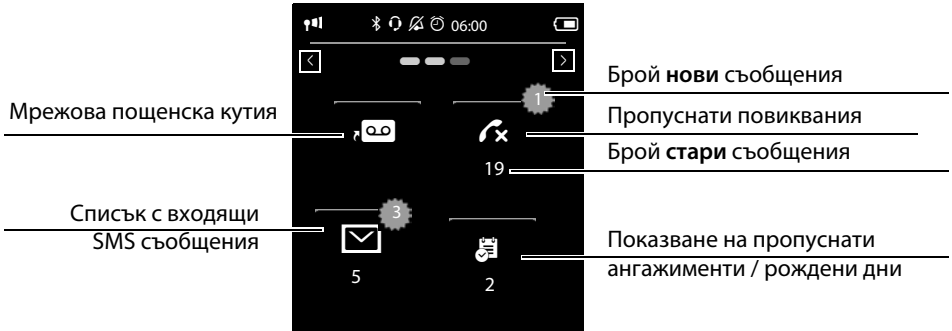 06:00
Брой нови съобщения
1
Мрежова пощенска кутия
Пропуснати повиквания
Брой стари съобщения
19
Списък с входящи
SMS съобщения
3
5
Показване на пропуснати
ангажименти / рождени дни
2